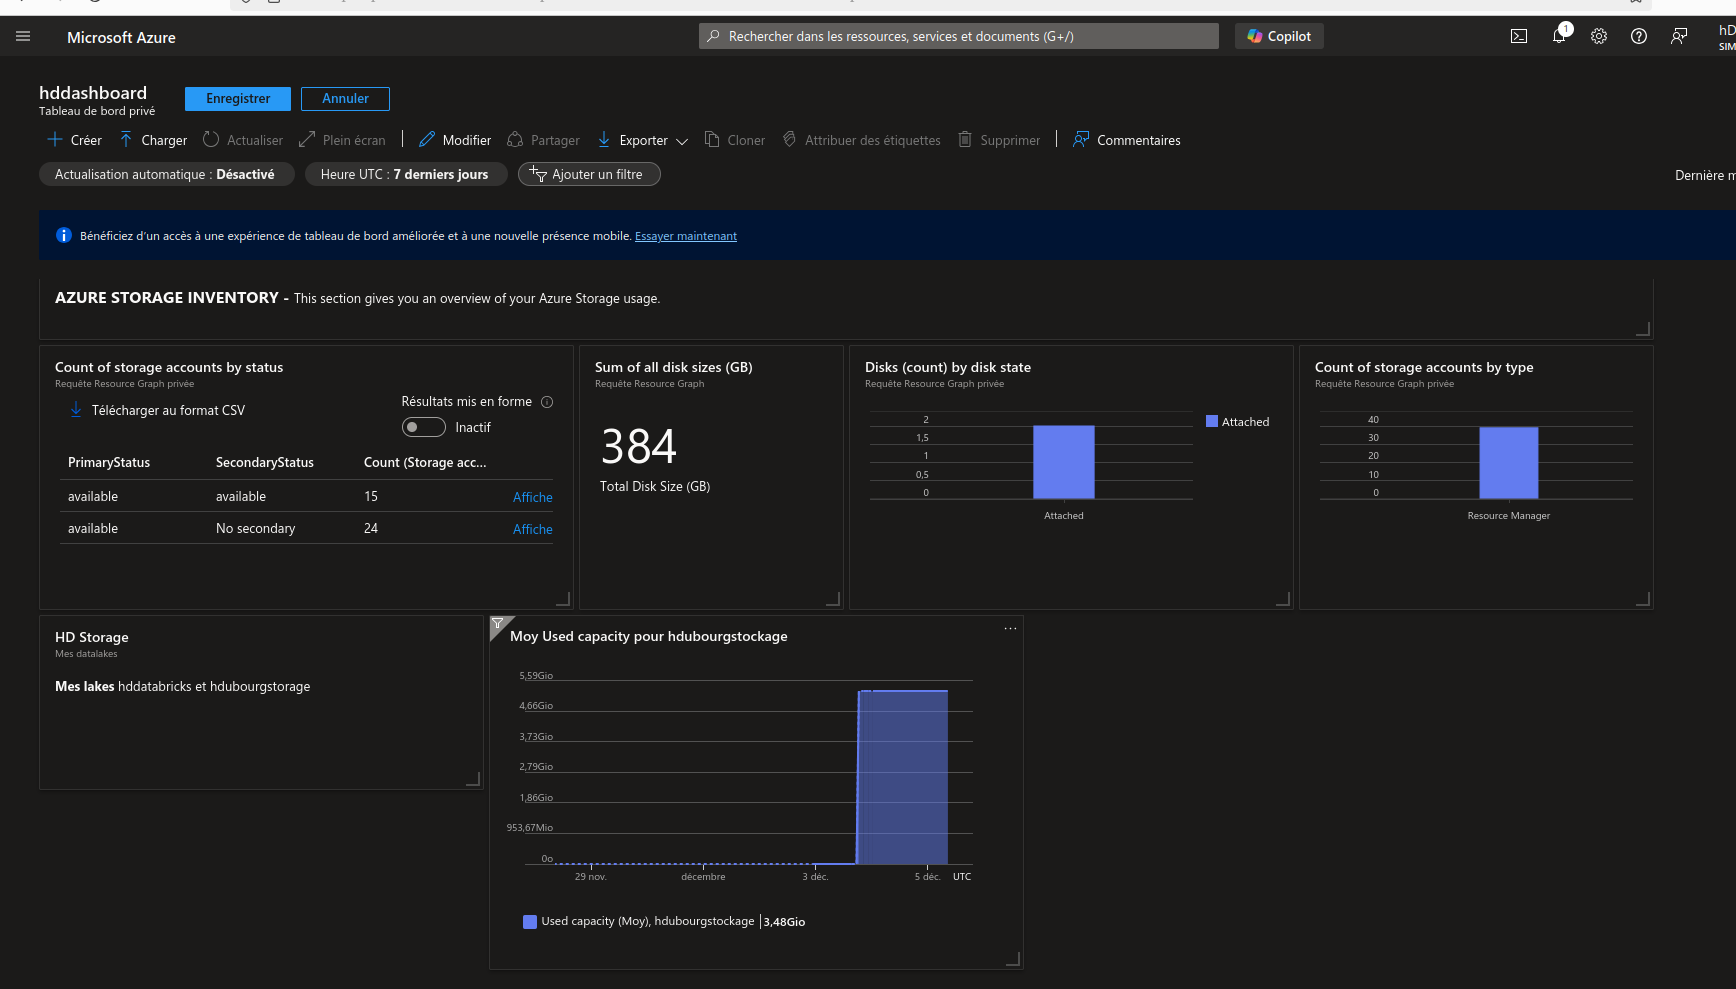 Microsoft Azure
Rechercher dans les ressources, services et documents (G+/)
Copilot
1
hD
SIM
hddashboard
Tableau de bord privé
Enregistrer
Annuler
Créer
Charger
Actualiser
Plein écran
Modifier
Partager
Exporter
Cloner
Attribuer des étiquettes
Supprimer
Commentaires
Actualisation automatique : Désactivé
Heure UTC : 7 derniers jours
Ajouter un filtre
Dernière m
Bénéficiez d'un accès à une expérience de tableau de bord améliorée et à une nouvelle présence mobile. Essayer maintenant
AZURE STORAGE INVENTORY - This section gives you an overview of your Azure Storage usage.
Count of storage accounts by status
Requête Resource Graph privée
Télécharger au format CSV
Résultats mis en forme
Inactif
PrimaryStatus SecondaryStatus Count (Storage acc...
available available 15 Affiche
available No secondary 24 Affiche
Sum of all disk sizes (GB)
Requête Resource Graph
384
Total Disk Size (GB)
Disks (count) by disk state
Requête Resource Graph privée
2
1,5
1
0,5
0
Attached
Attached
Count of storage accounts by type
Requête Resource Graph privée
40
30
20
10
0
Resource Manager
HD Storage
Mes datalakes
Mes lakes hddatabricks et hdubourgstorage
Moy Used capacity pour hdubourgstockage
5,59Gio
4,66Gio
3,73Gio
2,79Gio
1,86Gio
953,67Mio
0o
29 nov. décembre 3 déc. 5 déc. UTC
Used capacity (Moy), hdubourgstockage 3,48Gio